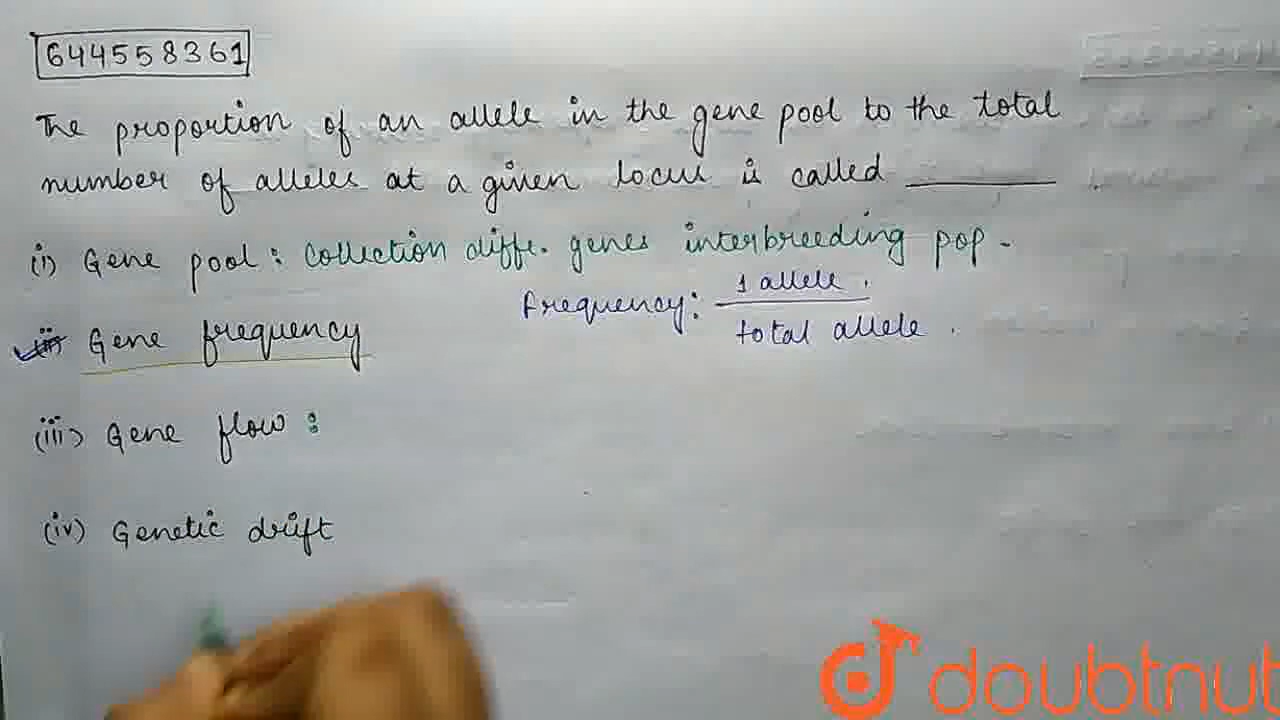 644558361
The proportion of an allele in the gene pool to the total
number of alleles at a given locus is called ______ .
(i) Gene pool : Collection diffe. genes interbreeding pop -
Frequency: 1 allele .
total allele .
(ii) Gene frequency
(iii) Gene flow :
(iv) Genetic drift
doubtnut